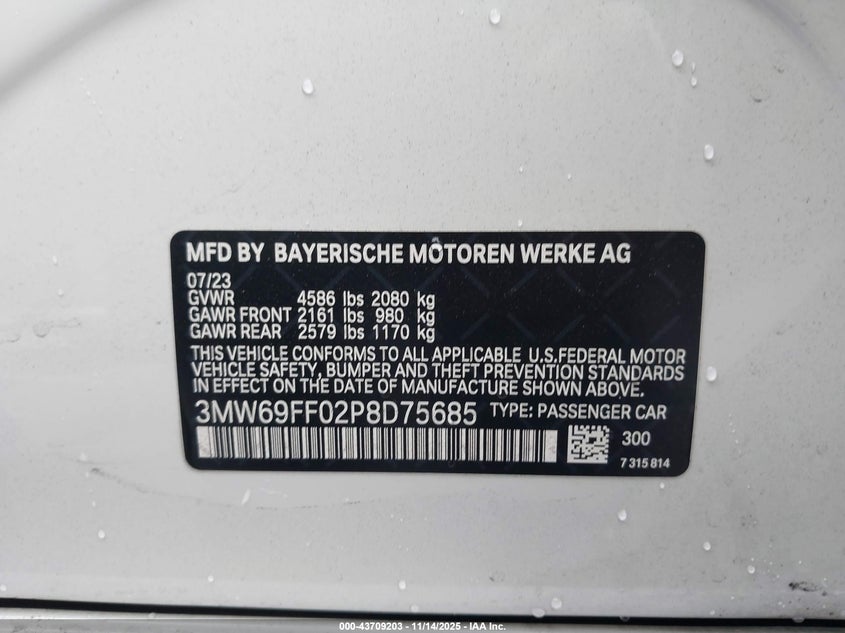 MFD BY BAYERISCHE MOTOREN WERKE AG
07/23
GVWR 4586 lbs 2080 kg
GAWR FRONT 2161 lbs 980 kg
GAWR REAR 2579 lbs 1170 kg
THIS VEHICLE CONFORMS TO ALL APPLICABLE U.S.FEDERAL MOTOR
VEHICLE SAFETY, BUMPER AND THEFT PREVENTION STANDARDS
IN EFFECT ON THE DATE OF MANUFACTURE SHOWN ABOVE.
3MW69FF02P8D75685 TYPE: PASSENGER CAR
300
7 315 814
000-43709203 - 11/14/2025 - IAA Inc.